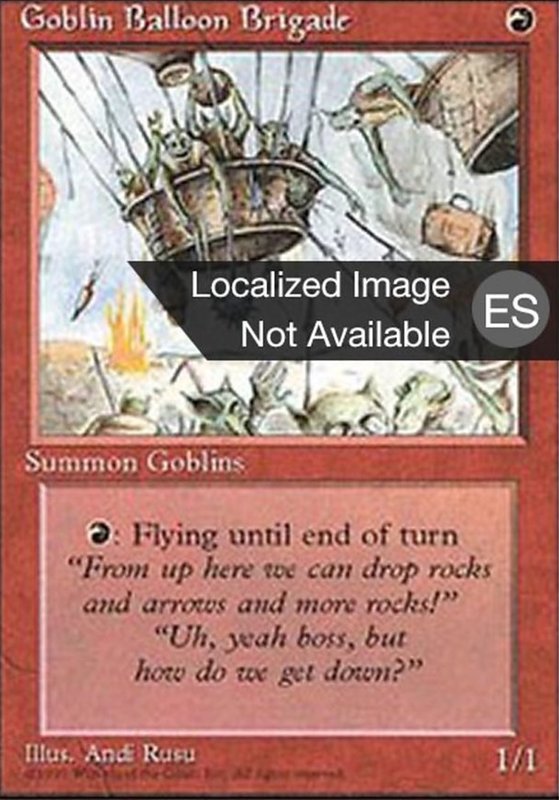 Goblin Balloon Brigade
Localized Image
Not Available
ES
Summon Goblins
: Flying until end of turn
“From up here we can drop rocks
and arrows and more rocks!”
“Uh, yeah boss, but
how do we get down?”
Illus. Andi Rusu
1/1